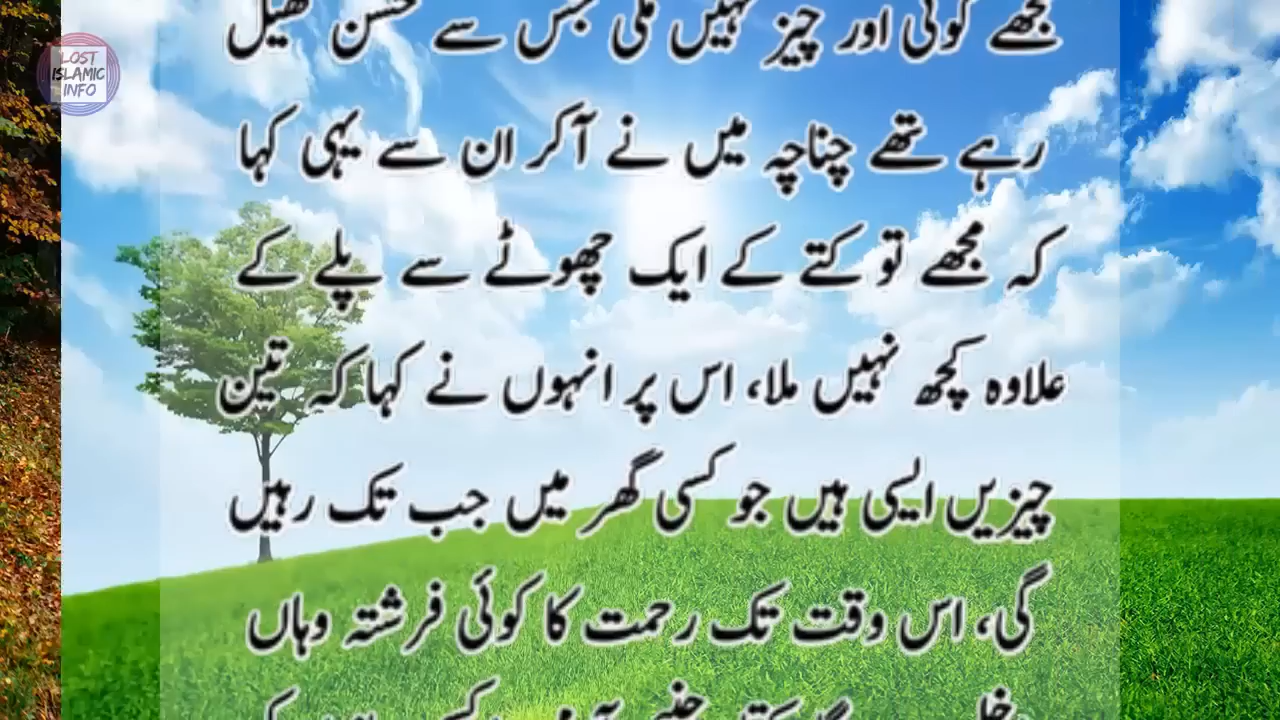 LOST
ISLAMIC
INFO
مجھے کوئی اور چیز نہیں ملی جس سے حسن کھیل
رہے تھے چناچہ میں نے آکر ان سے یہی کہا
کہ مجھے تو کتے کے ایک چھوٹے سے پلے کے
علاوہ کچھ نہیں ملا، اس پر انہوں نے کہا کہ تین
چیزیں ایسی ہیں جو کسی گھر میں جب تک رہیں
گی، اس وقت تک رحمت کا کوئی فرشتہ وہاں